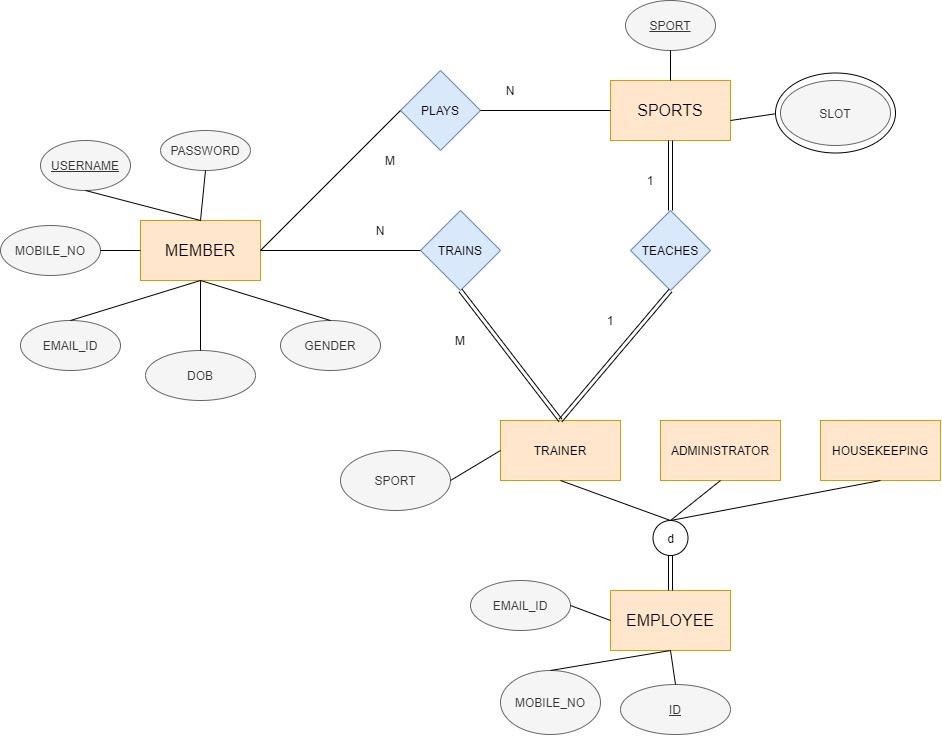 SPORT
PLAYS
N
SPORTS
SLOT
M
USERNAME
PASSWORD
1
MOBILE_NO
MEMBER
N
TRAINS
TEACHES
EMAIL_ID
DOB
GENDER
M
1
SPORT
TRAINER
ADMINISTRATOR
HOUSEKEEPING
d
EMAIL_ID
EMPLOYEE
MOBILE_NO
ID